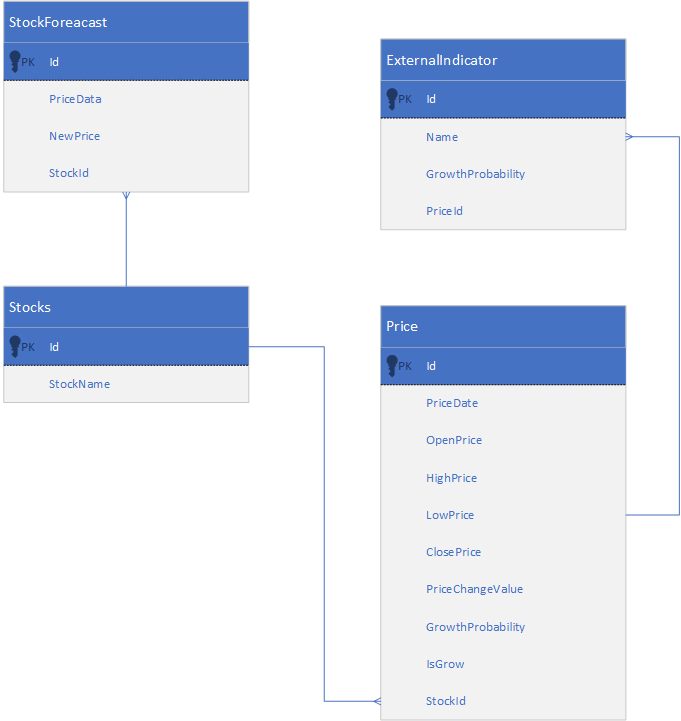 StockForeacast
PK Id
PriceData
NewPrice
StockId
ExternalIndicator
PK Id
Name
GrowthProbability
PriceId
Stocks
PK Id
StockName
Price
PK Id
PriceDate
OpenPrice
HighPrice
LowPrice
ClosePrice
PriceChangeValue
GrowthProbability
IsGrow
StockId